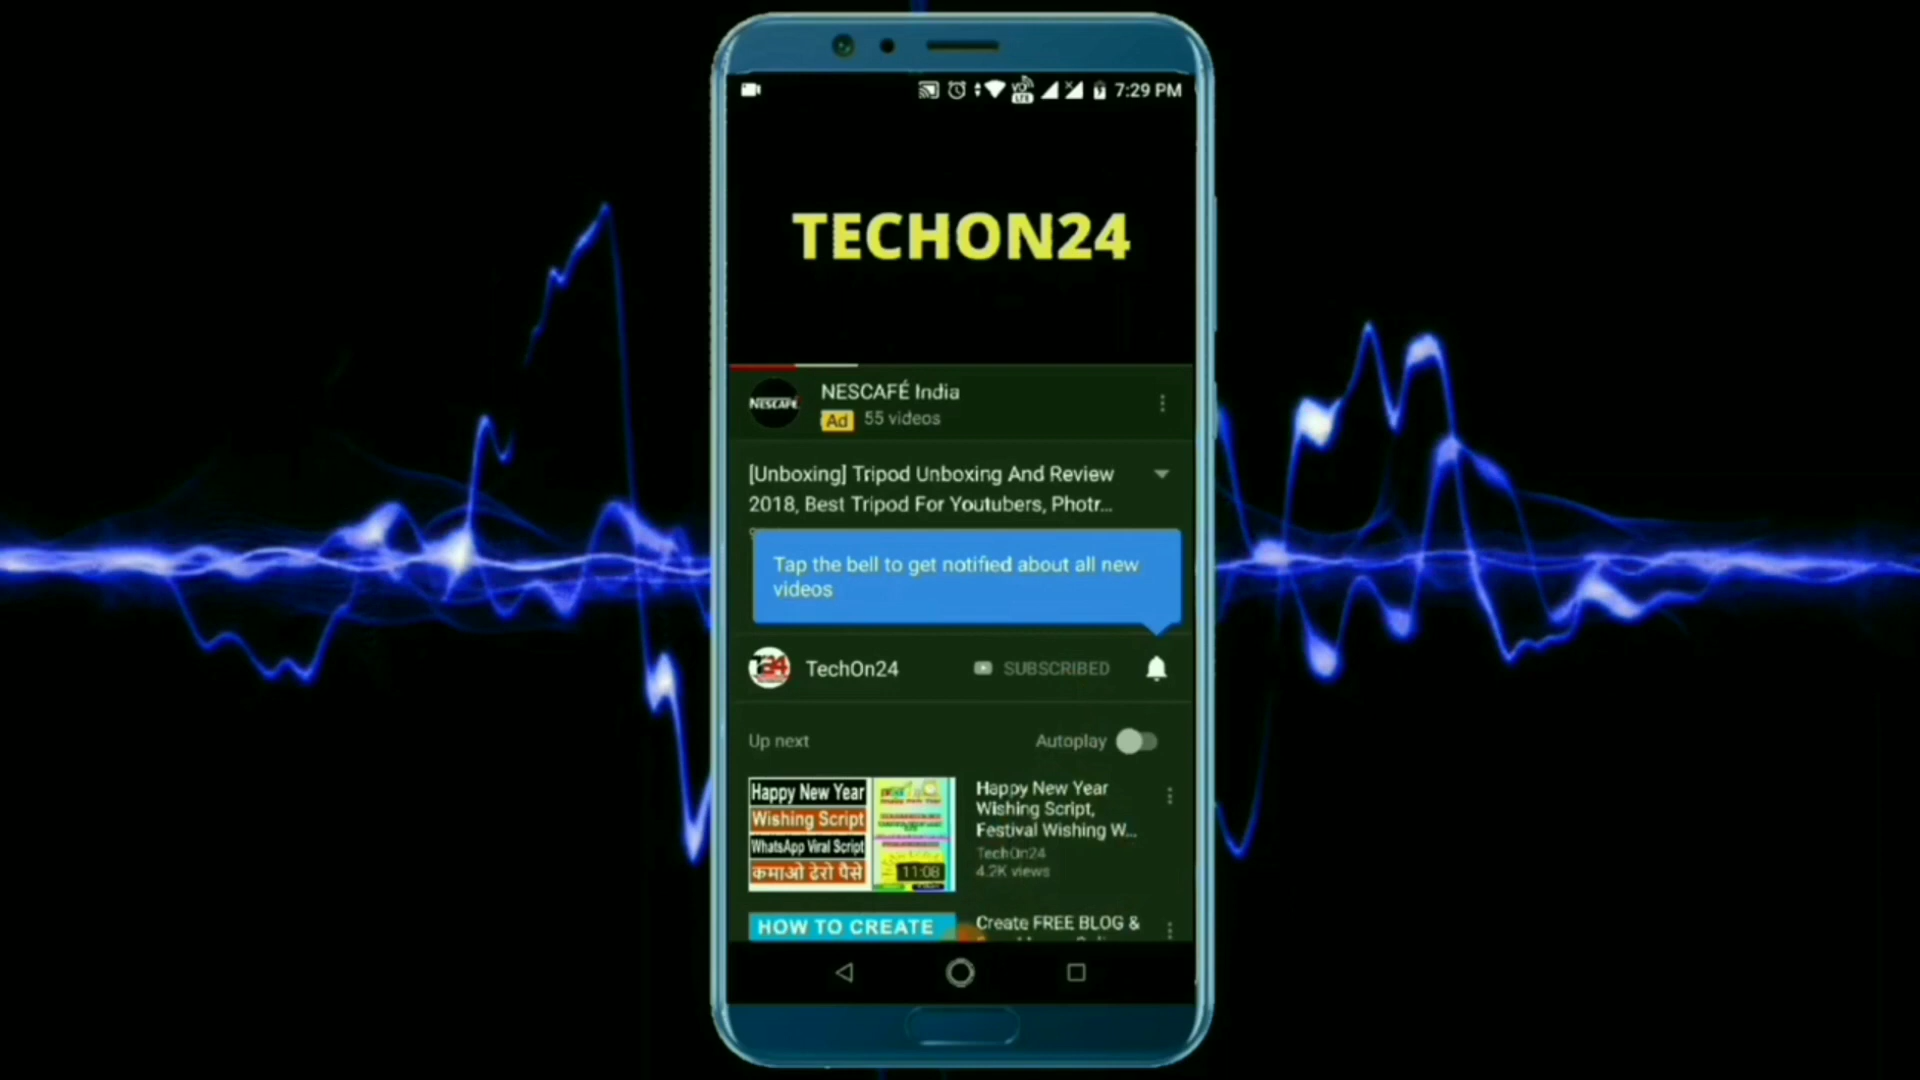 VO
LTE
7:29 PM
TECHON24
NESCAFÉ
NESCAFÉ India
Ad 55 videos
[Unboxing] Tripod Unboxing And Review
2018, Best Tripod For Youtubers, Photr...
Tap the bell to get notified about all new
videos
TechOn24 SUBSCRIBED
Up next Autoplay
Happy New Year
Wishing Script
WhatsApp Viral Script
कमाओ ढेरो पैसे
11:08
Happy New Year
Wishing Script,
Festival Wishing W...
TechOn24
4.2K views
HOW TO CREATE
Create FREE BLOG &